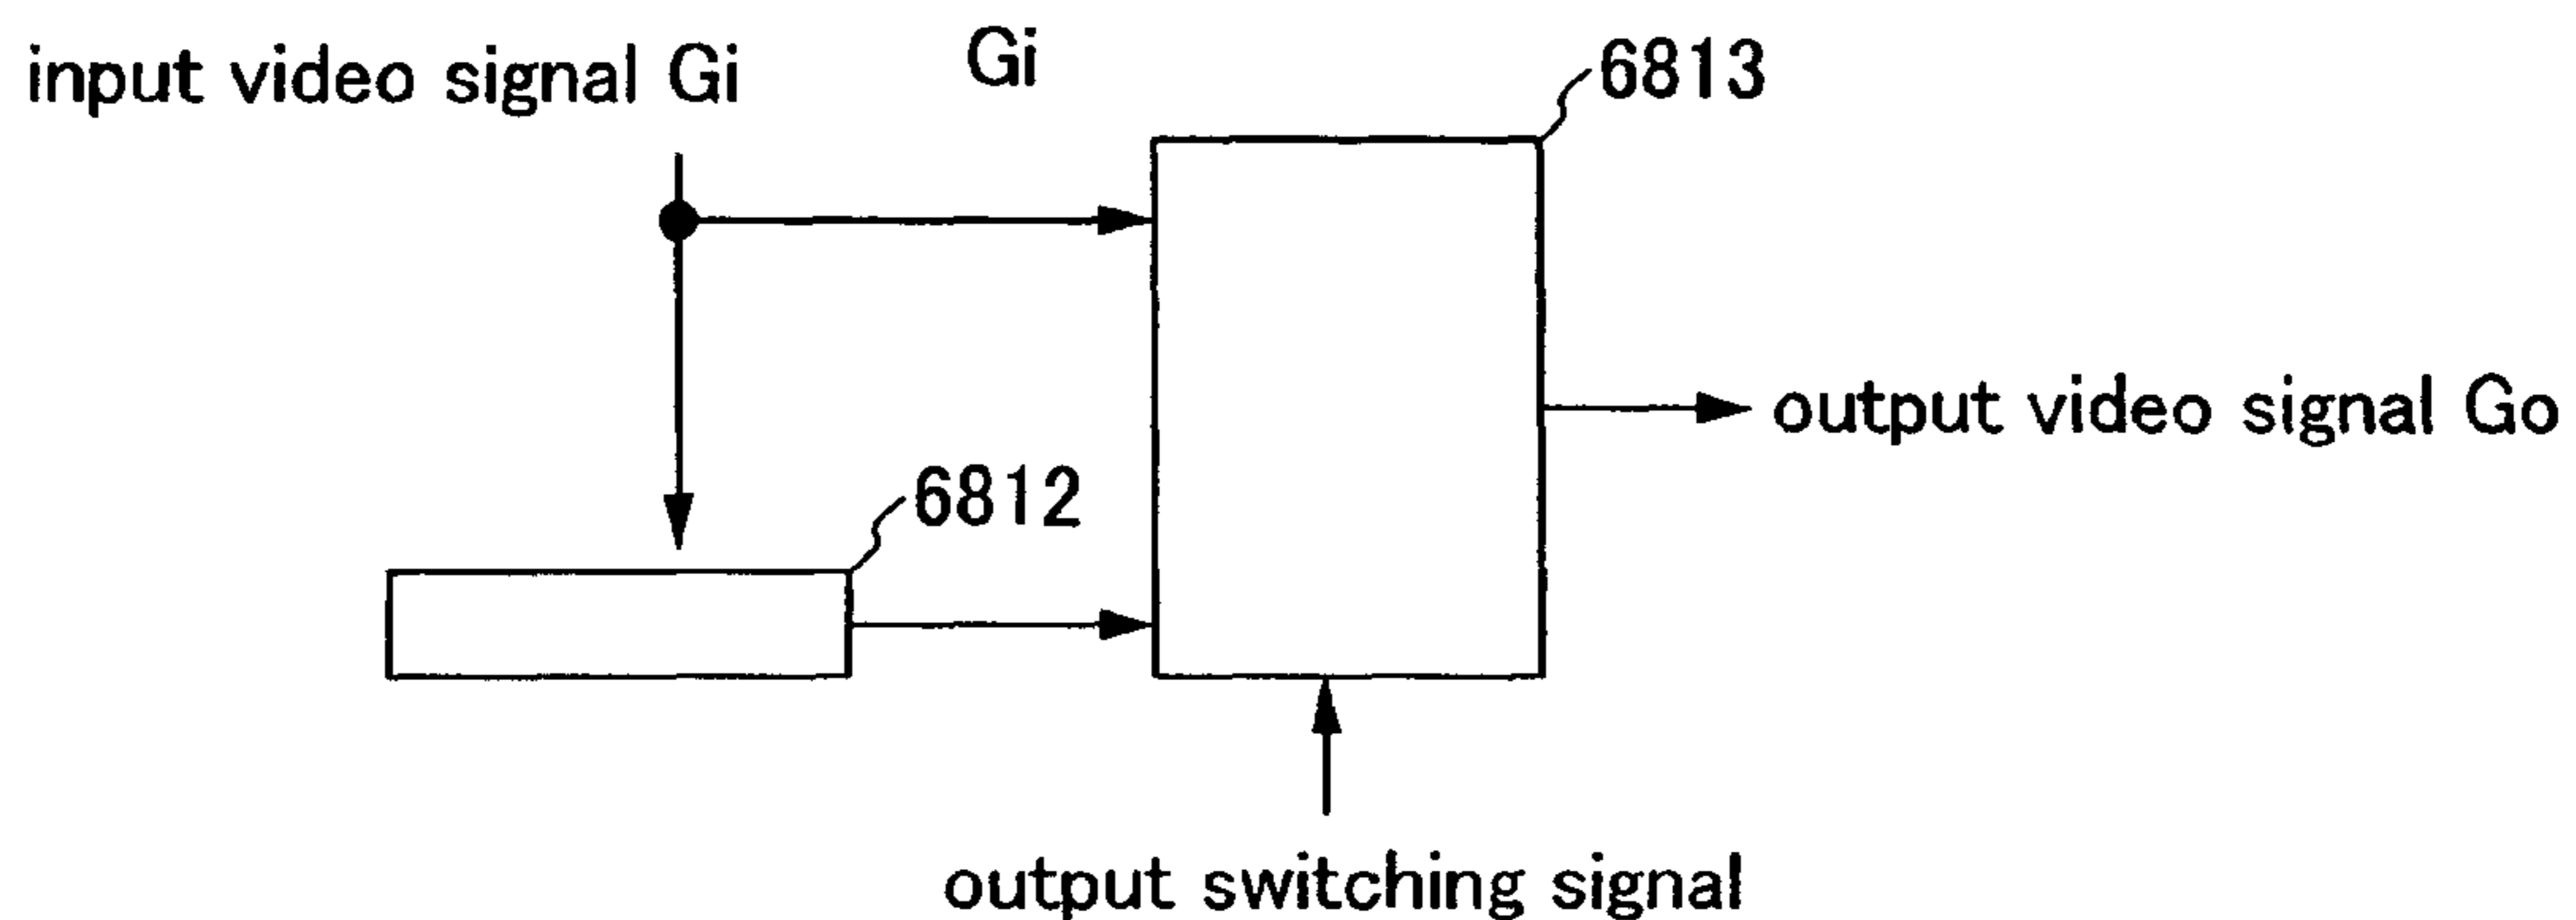 input video signal Gi
Gi
6813
output video signal Go
6812
output switching signal